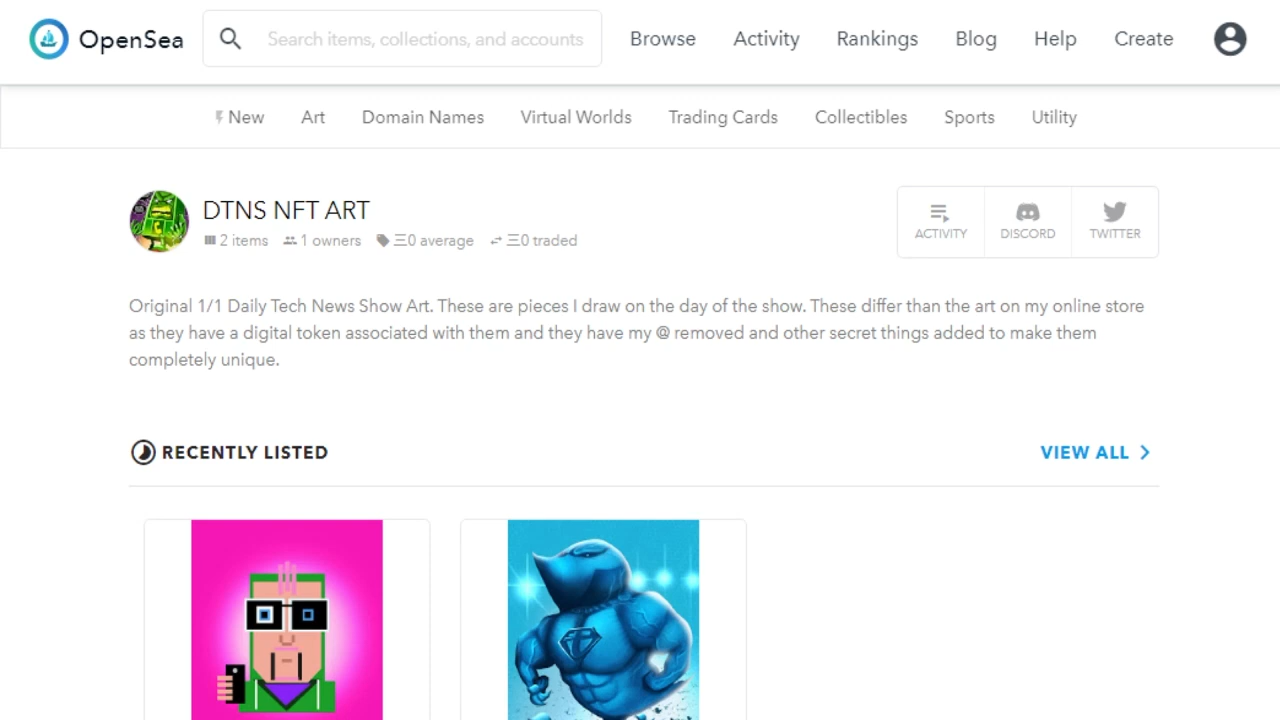 OpenSea
Search items, collections, and accounts
Browse Activity Rankings Blog Help Create
New Art Domain Names Virtual Worlds Trading Cards Collectibles Sports Utility
DTNS NFT ART
2 items 1 owners Ξ0 average Ξ0 traded
ACTIVITY DISCORD TWITTER
Original 1/1 Daily Tech News Show Art. These are pieces I draw on the day of the show. These differ than the art on my online store
as they have a digital token associated with them and they have my @ removed and other secret things added to make them
completely unique.
RECENTLY LISTED
VIEW ALL